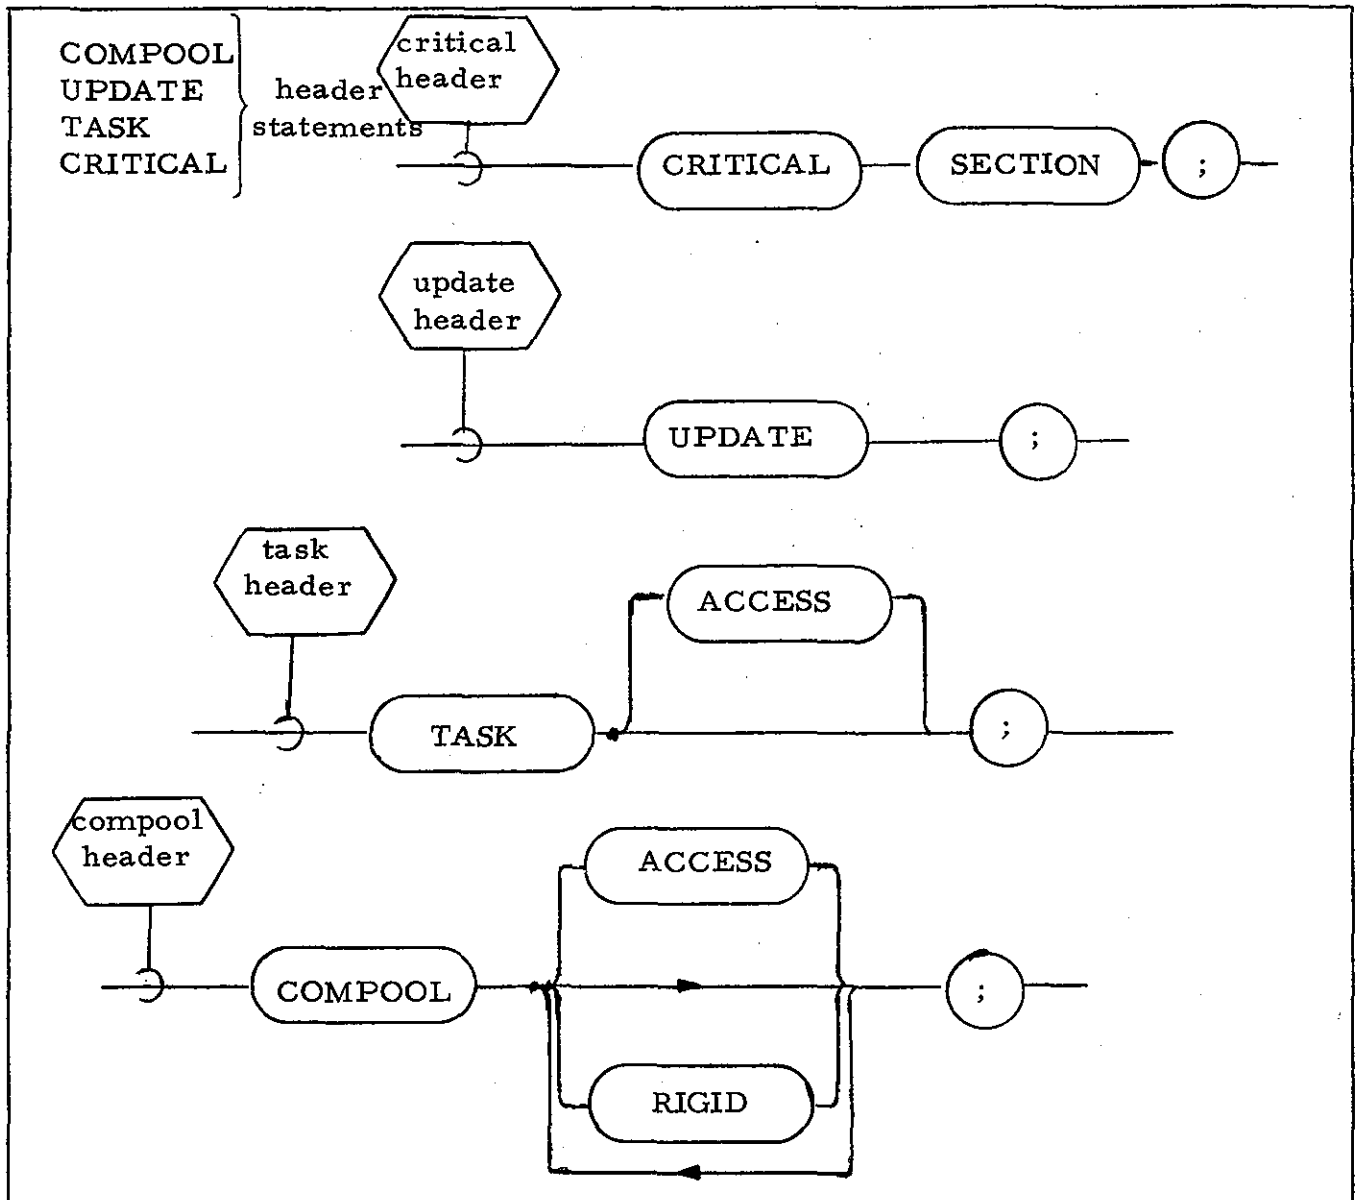 COMPOOL
UPDATE
TASK
CRITICAL
header
statements
critical
header
CRITICAL SECTION ;
update
header
UPDATE ;
task
header
ACCESS
TASK ;
compool
header
ACCESS
COMPOOL ;
RIGID